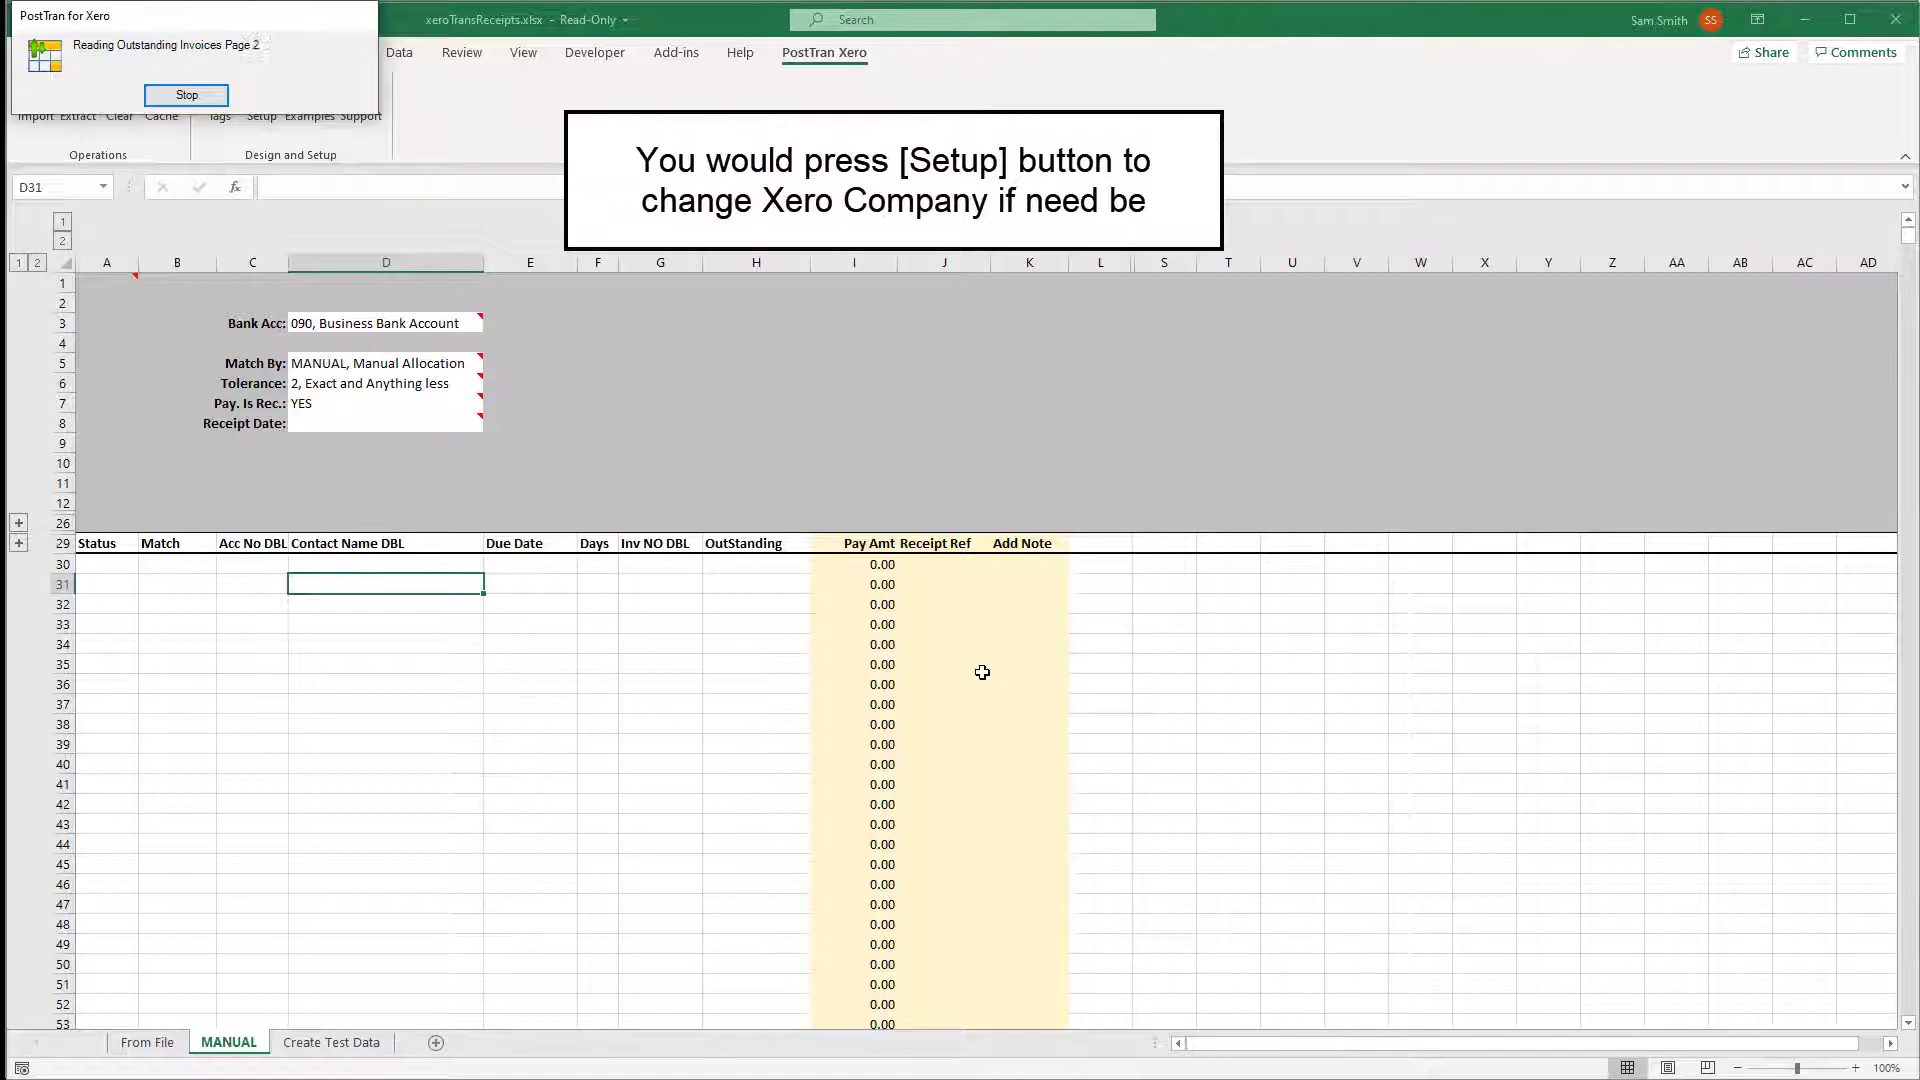 PostTran for Xero
Reading Outstanding Invoices Page 2
Stop
xeroTransReceipts.xlsx - Read-Only
Search
Sam Smith
SS
Data Review View Developer Add-ins Help PostTran Xero
Share Comments
Import Extract Clear Cache Tags Setup Examples Support
Operations Design and Setup
You would press [Setup] button to
change Xero Company if need be
D31
fx
1
2
1 2 A B C D E F G H I J K L S T U V W X Y Z AA AB AC AD
1
2
3 Bank Acc: 090, Business Bank Account
4
5 Match By: MANUAL, Manual Allocation
6 Tolerance: 2, Exact and Anything less
7 Pay. Is Rec.: YES
8 Receipt Date:
9
10
11
12
26
29 Status Match Acc No DBL Contact Name DBL Due Date Days Inv NO DBL OutStanding Pay Amt Receipt Ref Add Note
30 0.00
31 0.00
32 0.00
33 0.00
34 0.00
35 0.00
36 0.00
37 0.00
38 0.00
39 0.00
40 0.00
41 0.00
42 0.00
43 0.00
44 0.00
45 0.00
46 0.00
47 0.00
48 0.00
49 0.00
50 0.00
51 0.00
52 0.00
53 0.00
From File MANUAL Create Test Data
100%